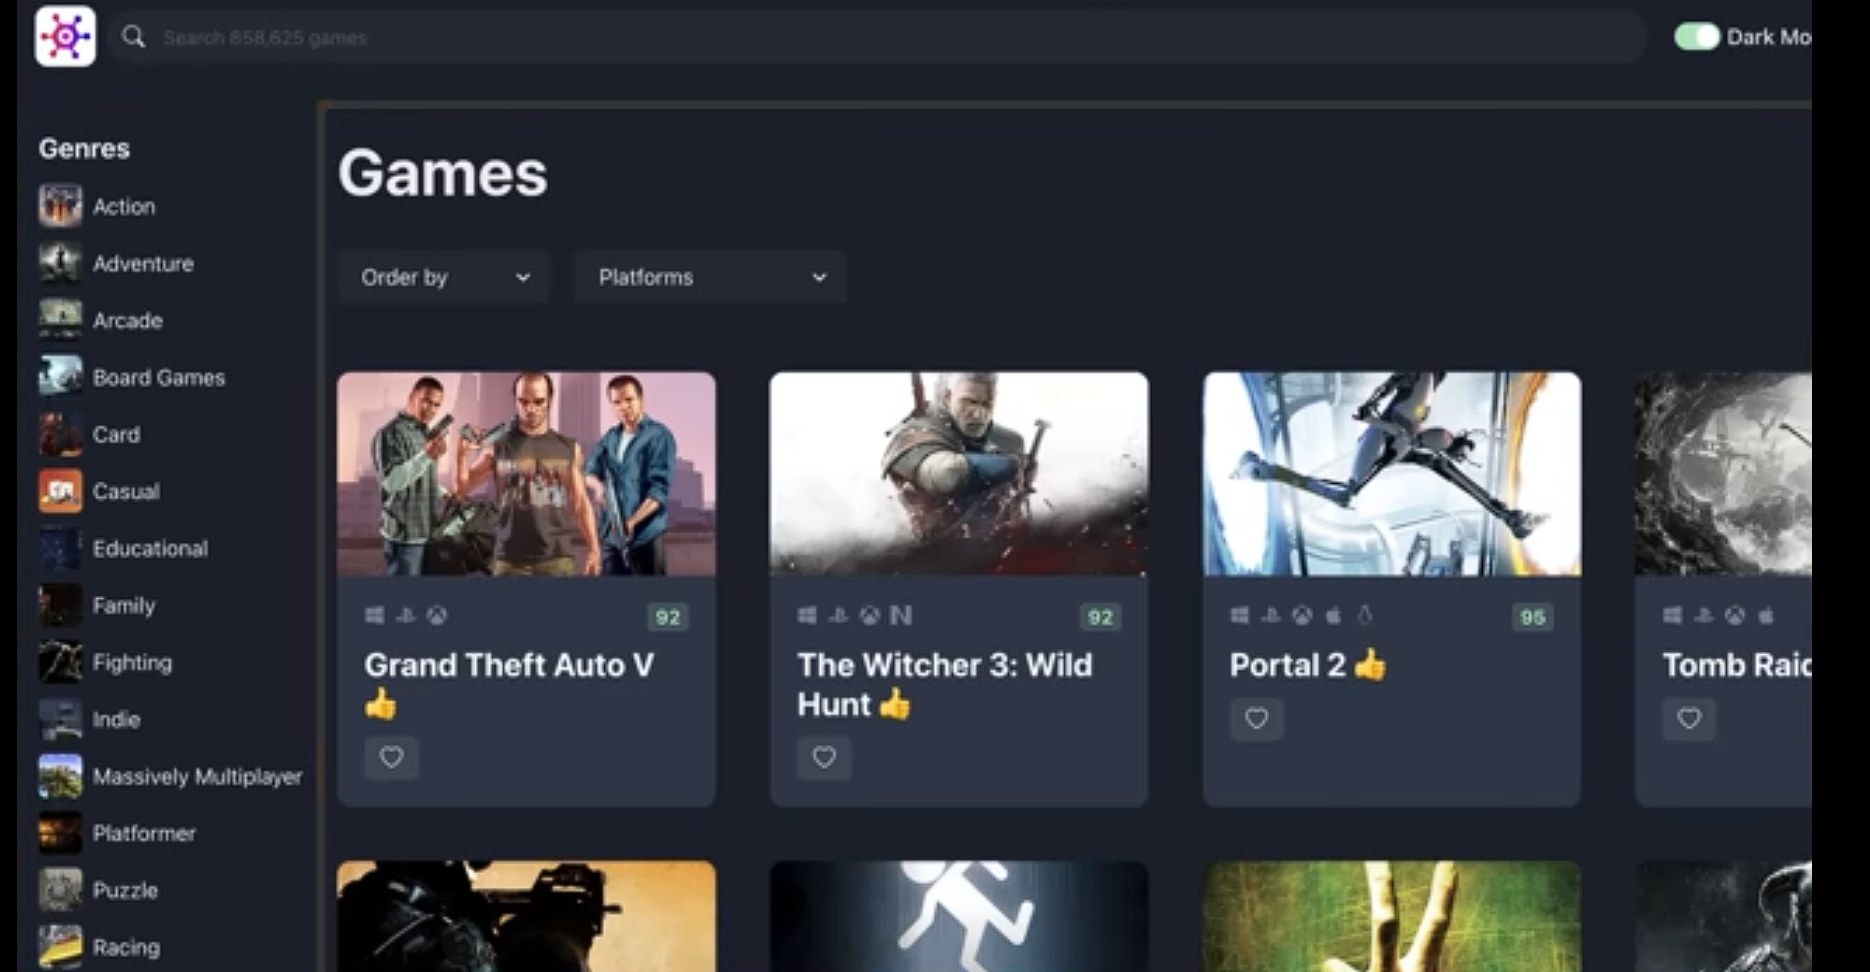 Search 858,625 games
Dark Mo
Genres
Games
Action
Adventure
Arcade
Board Games
Card
Casual
Educational
Family
Fighting
Indie
Massively Multiplayer
Platformer
Puzzle
Racing
Order by
Platforms
92
Grand Theft Auto V
92
The Witcher 3: Wild
Hunt
95
Portal 2
Tomb Raid